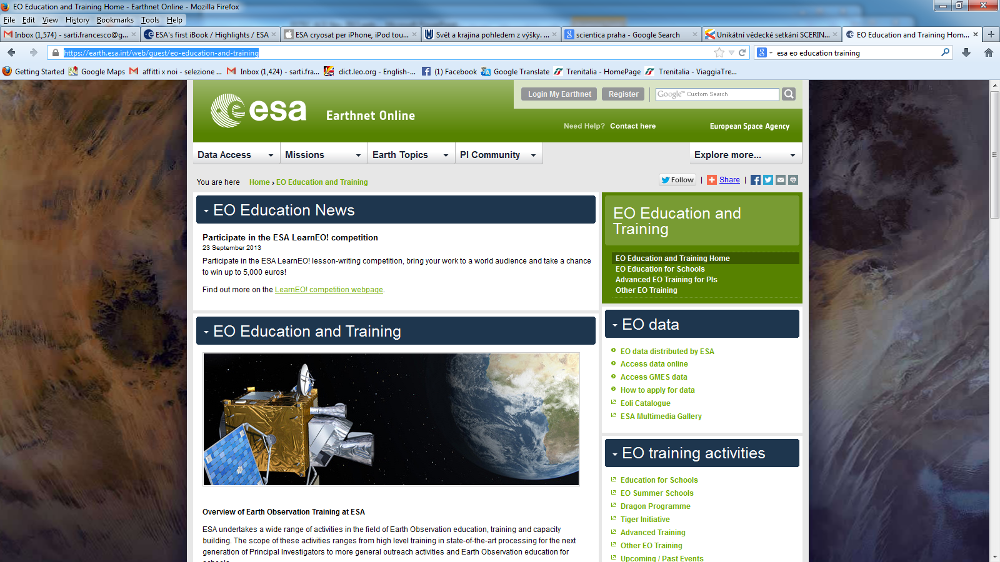 EO Education and Training Home - Earthnet Online - Mozilla Firefox
File Edit View History Bookmarks Tools Help
Inbox (1,574) - sarti.francesco@g...
ESA's first iBook / Highlights / ESA
ESA cryosat per iPhone, iPod tou...
Svět a krajina pohledem z výšky. ...
scientica praha - Google Search
Unikátní vědecké setkání SCERIN...
EO Education and Training Hom...
https://earth.esa.int/web/guest/eo-education-and-training
esa eo education training
Getting Started
Google Maps
affitti x noi - selezione ...
Inbox (1,424) - sarti.fra...
dict.leo.org - English-...
(1) Facebook
Google Translate
Trenitalia - HomePage
Trenitalia - ViaggiaTre...
esa
Earthnet Online
Login My Earthnet
Register
Google™ Custom Search
Need Help? Contact here
European Space Agency
Data Access
Missions
Earth Topics
PI Community
Explore more...
You are here Home › EO Education and Training
Follow | Share |
EO Education News
Participate in the ESA LearnEO! competition
23 September 2013
Participate in the ESA LearnEO! lesson-writing competition, bring your work to a world audience and take a chance
to win up to 5,000 euros!
Find out more on the LearnEO! competition webpage.
EO Education and Training
Overview of Earth Observation Training at ESA
ESA undertakes a wide range of activities in the field of Earth Observation education, training and capacity
building. The scope of these activities ranges from high level training in state-of-the-art processing for the next
generation of Principal Investigators to more general outreach activities and Earth Observation education for
EO Education and
Training
EO Education and Training Home
EO Education for Schools
Advanced EO Training for PIs
Other EO Training
EO data
EO data distributed by ESA
Access data online
Access GMES data
How to apply for data
Eoli Catalogue
ESA Multimedia Gallery
EO training activities
Education for Schools
EO Summer Schools
Dragon Programme
Tiger Initiative
Advanced Training
Other EO Training
Upcoming / Past Events